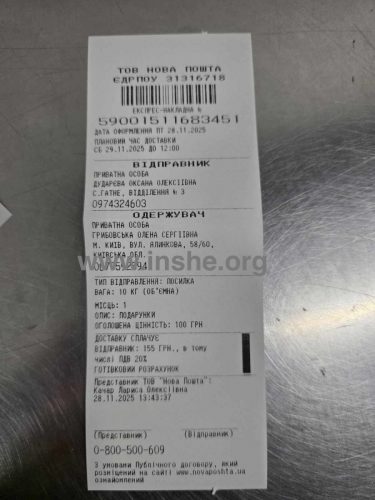 ТОВ НОВА ПОШТА
ЄДРПОУ 31316718
ЕКСПРЕС-НАКЛАДНА №
59001511683451
ДАТА ОФОРМЛЕННЯ ПТ 28.11.2025
ПЛАНОВИЙ ЧАС ДОСТАВКИ
СБ 29.11.2025 ДО 12:00
ВІДПРАВНИК
ПРИВАТНА ОСОБА
ДУДАРЄВА ОКСАНА ОЛЕКСІЇВНА
С.ГАТНЕ, ВІДДІЛЕННЯ № 3
0974324603
ОДЕРЖУВАЧ
ПРИВАТНА ОСОБА
ГРИБОВСЬКА ОЛЕНА СЕРГІЇВНА
М. КИЇВ, ВУЛ. ЯЛИНКОВА, 58/60,
КИЇВСЬКА ОБЛ.
www.inshe.org
ТИП ВІДПРАВЛЕННЯ: ПОСИЛКА
ВАГА: 10 КГ (ОБ'ЄМНА)
МІСЦЬ: 1
ОПИС: ПОДАРУНКИ
ОГОЛОШЕНА ЦІННІСТЬ: 100 ГРН
ДОСТАВКУ СПЛАЧУЄ
ВІДПРАВНИК: 155 ГРН., в тому
числі ПДВ 20%
ГОТІВКОВИЙ РОЗРАХУНОК
Представник ТОВ "Нова Пошта":
Качар Лариса Олексіївна
28.11.2025 13:43:37
(Представник) (Відправник)
0-800-500-609
З умовами Публічного договору, який
розміщений на сайті www.novaposhta.ua
ознайомлений